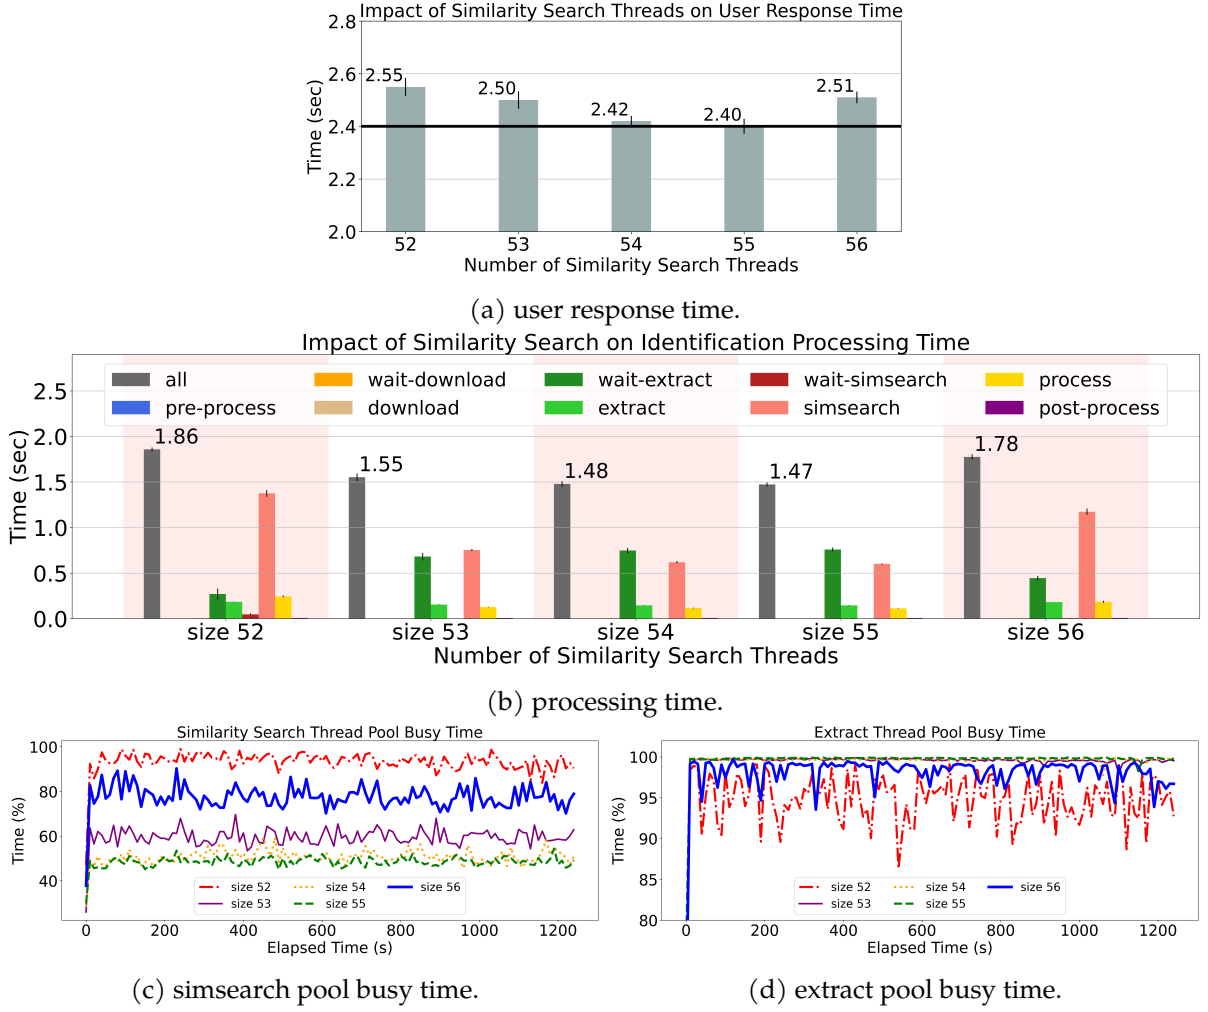 Impact of Similarity Search Threads on User Response Time
2.8
2.6
2.4
2.2
2.0
Time (sec)
2.55
2.50
2.42
2.40
2.51
52 53 54 55 56
Number of Similarity Search Threads
(a) user response time.
Impact of Similarity Search on Identification Processing Time
all wait-download wait-extract wait-simsearch process
pre-process download extract simsearch post-process
2.5
2.0
1.5
1.0
0.5
0.0
Time (sec)
1.86
1.55
1.48
1.47
1.78
size 52 size 53 size 54 size 55 size 56
Number of Similarity Search Threads
(b) processing time.
Similarity Search Thread Pool Busy Time
100
80
60
40
Time (%)
size 52 size 54 size 56
size 53 size 55
0 200 400 600 800 1000 1200
Elapsed Time (s)
(c) simsearch pool busy time.
Extract Thread Pool Busy Time
100
95
90
85
80
Time (%)
size 52 size 54 size 56
size 53 size 55
0 200 400 600 800 1000 1200
Elapsed Time (s)
(d) extract pool busy time.